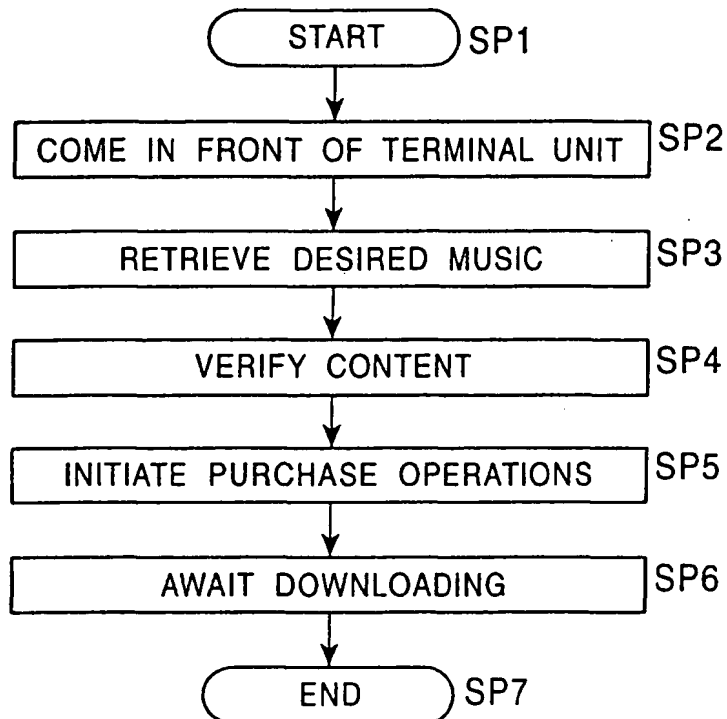 START SP1
COME IN FRONT OF TERMINAL UNIT SP2
RETRIEVE DESIRED MUSIC SP3
VERIFY CONTENT SP4
INITIATE PURCHASE OPERATIONS SP5
AWAIT DOWNLOADING SP6
END SP7